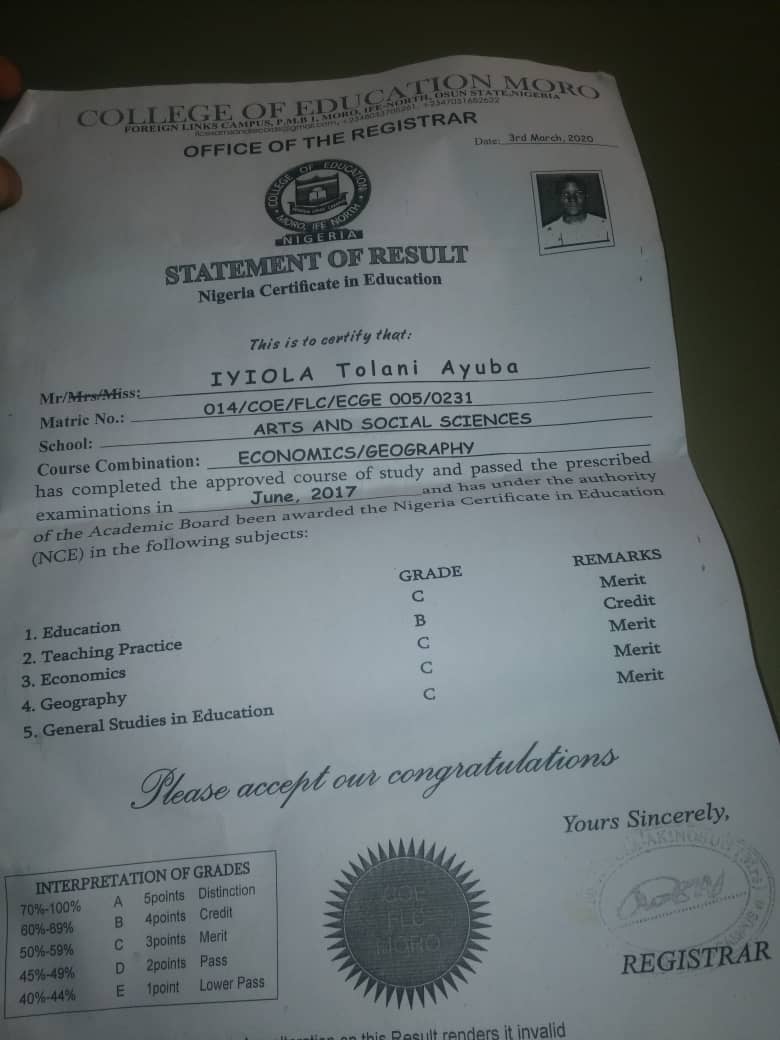 COLLEGE OF EDUCATION MORO
FOREIGN LINKS CAMPUS, P.M.B 1, MORO, IFE-NORTH, OSUN STATE, NIGERIA
OFFICE OF THE REGISTRAR
Date: 3rd March, 2020
COLLEGE OF EDUCATION
MORO, IFE NORTH
NIGERIA
STATEMENT OF RESULT
Nigeria Certificate in Education
This is to certify that:
Mr/Mrs/Miss: IYIOLA Tolani Ayuba
Matric No.: 014/COE/FLC/ECGE 005/0231
School: ARTS AND SOCIAL SCIENCES
Course Combination: ECONOMICS/GEOGRAPHY
has completed the approved course of study and passed the prescribed
examinations in June, 2017 and has under the authority
of the Academic Board been awarded the Nigeria Certificate in Education
(NCE) in the following subjects:
GRADE REMARKS
1. Education C Merit
2. Teaching Practice B Credit
3. Economics C Merit
4. Geography C Merit
5. General Studies in Education C Merit
Please accept our congratulations
Yours Sincerely,
INTERPRETATION OF GRADES
70%-100% A 5points Distinction
60%-69% B 4points Credit
50%-59% C 3points Merit
45%-49% D 2points Pass
40%-44% E 1point Lower Pass
COE
FLC
MORO
REGISTRAR
on this Result renders it invalid